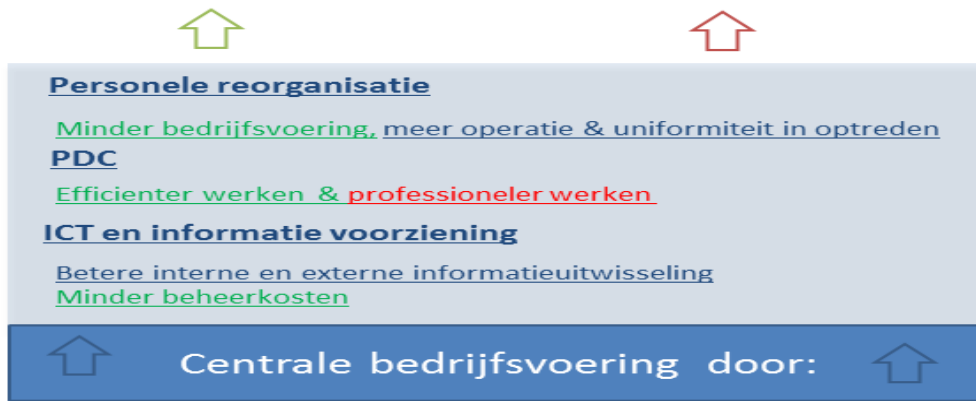 Personele reorganisatie
Minder bedrijfsvoering, meer operatie & uniformiteit in optreden
PDC
Efficienter werken & professioneler werken
ICT en informatie voorziening
Betere interne en externe informatieuitwisseling
Minder beheerkosten
Centrale bedrijfsvoering door: